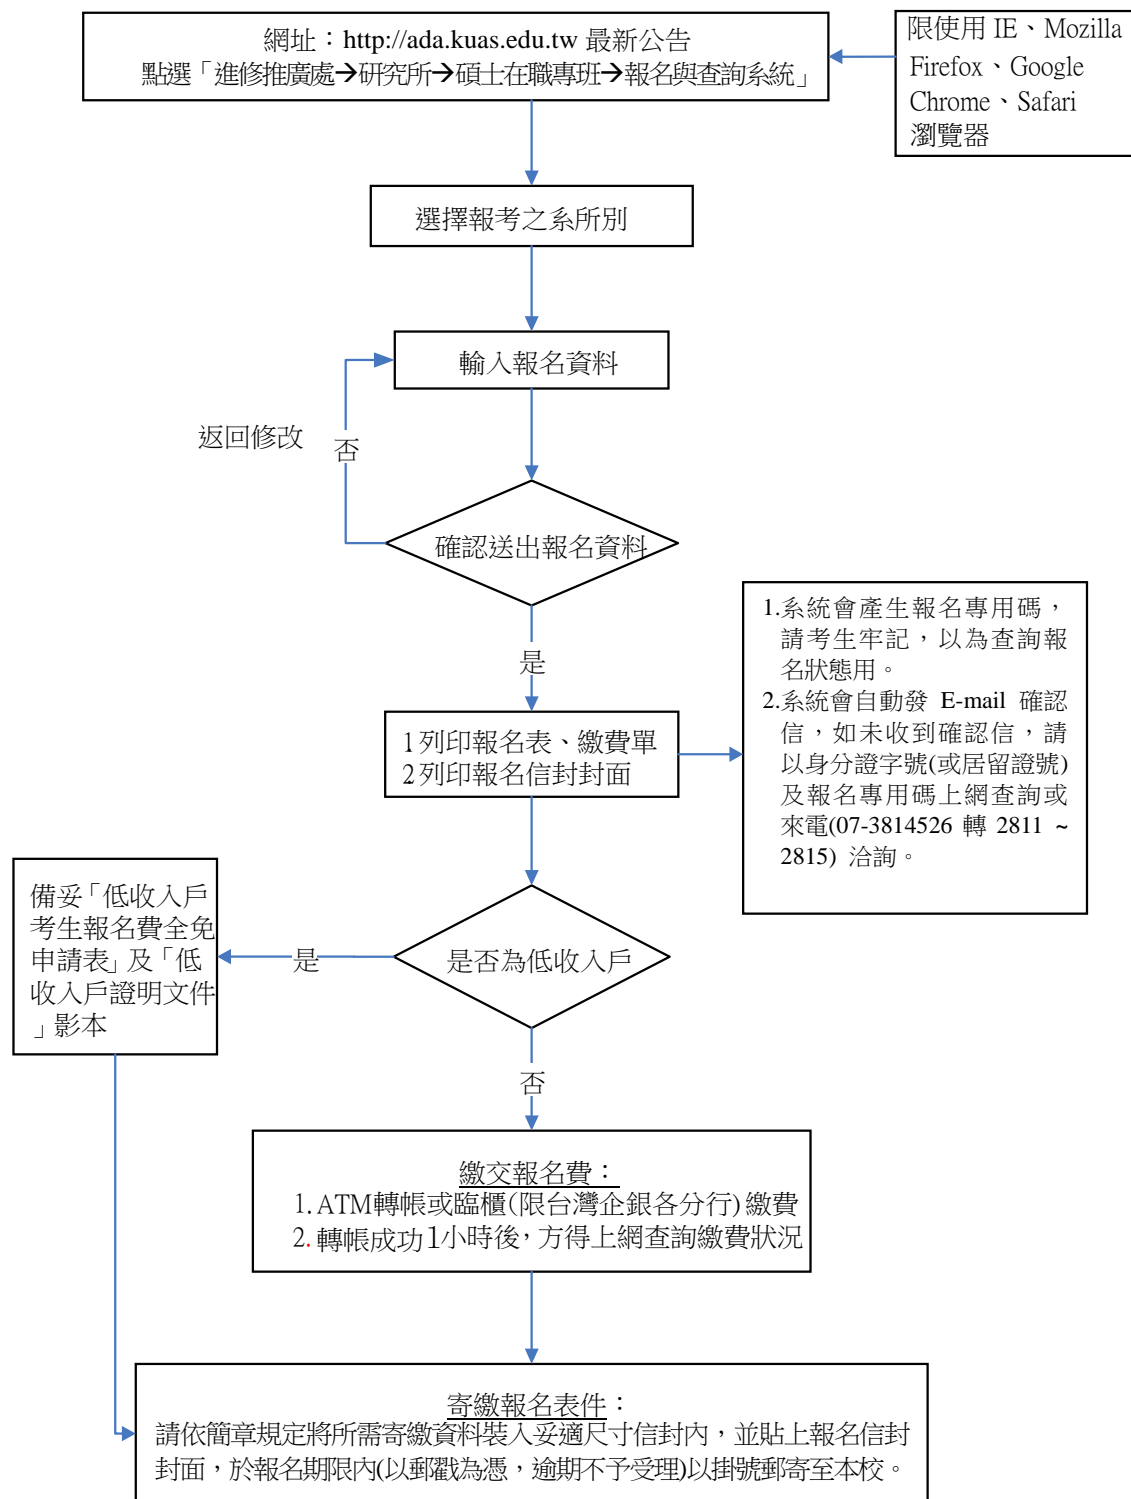 網址：http://ada.kuas.edu.tw 最新公告
點選「進修推廣處→研究所→碩士在職專班→報名與查詢系統」
限使用 IE、Mozilla
Firefox、Google
Chrome、Safari
瀏覽器
選擇報考之系所別
輸入報名資料
返回修改
否
確認送出報名資料
是
1.系統會產生報名專用碼，
請考生牢記，以為查詢報
名狀態用。
2.系統會自動發 E-mail 確認
信，如未收到確認信，請
以身分證字號(或居留證號)
及報名專用碼上網查詢或
來電(07-3814526 轉 2811 ~
2815) 洽詢。
1列印報名表、繳費單
2列印報名信封封面
備妥「低收入戶
考生報名費全免
申請表」及「低
收入戶證明文件
」影本
是
是否為低收入戶
否
繳交報名費：
1. ATM轉帳或臨櫃(限台灣企銀各分行) 繳費
2. 轉帳成功1小時後，方得上網查詢繳費狀況
寄繳報名表件：
請依簡章規定將所需寄繳資料裝入妥適尺寸信封內，並貼上報名信封
封面，於報名期限內(以郵戳為憑，逾期不予受理)以掛號郵寄至本校。